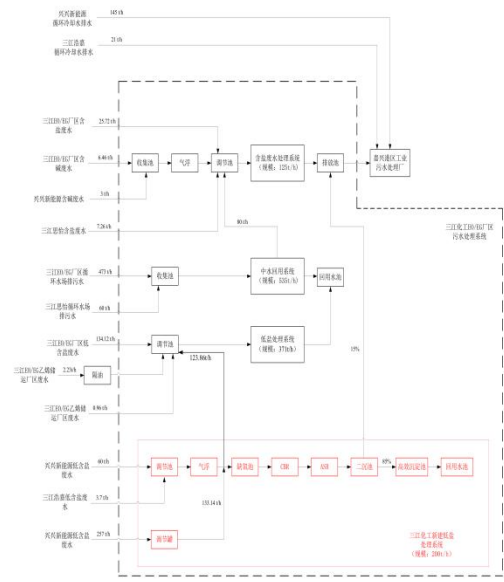 兴兴新能源
循环冷却水排水
145 t/h
三江浩嘉
循环冷却水排水
21 t/h
三江EO/EG厂区含
盐废水
25.72 t/h
三江EO/EG厂区含
碱废水
6.46 t/h
收集池
气浮
调节池
含盐废水处理系统
(规模: 125t/h)
排放池
嘉兴港区工业
污水处理厂
兴兴新能源含碱废水
3 t/h
三江思怡含盐废水
7.26 t/h
三江化工EO/EG厂区
污水处理系统
80 t/h
三江EO/EG厂区循
环水场排污水
473 t/h
收集池
中水回用系统
(规模: 535t/h)
回用水池
三江思怡循环水场
排污水
60 t/h
三江EO/EG厂区低
含盐废水
134.12 t/h
调节池
低盐处理系统
(规模: 371t/h)
15%
123.86t/h
三江EO/EG乙烯储
运厂区废水
2.23t/h
隔油
三江EO/EG乙烯储
运厂区废水
0.96 t/h
兴兴新能源低含盐
废水
60 t/h
调节池
气浮
缺氧池
CBR
AOI
二沉池
85%
高效沉淀池
回用水池
三江浩嘉低含盐废
水
3.7 t/h
133.14 t/h
兴兴新能源低含盐
废水
257 t/h
调节罐
三江化工新建低盐
处理系统
(规模: 200t/h)